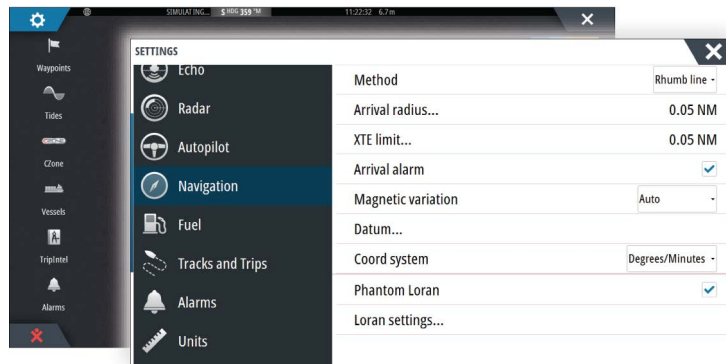 SIMULATING... S HDG 359 °M 11:22:32 6.7 m
Waypoints
Tides
CZONE
CZone
Vessels
TripIntel
Alarms
SETTINGS
Echo
Radar
Autopilot
Navigation
Fuel
Tracks and Trips
Alarms
Units
Method Rhumb line
Arrival radius... 0.05 NM
XTE limit... 0.05 NM
Arrival alarm
Magnetic variation Auto
Datum...
Coord system Degrees/Minutes
Phantom Loran
Loran settings...